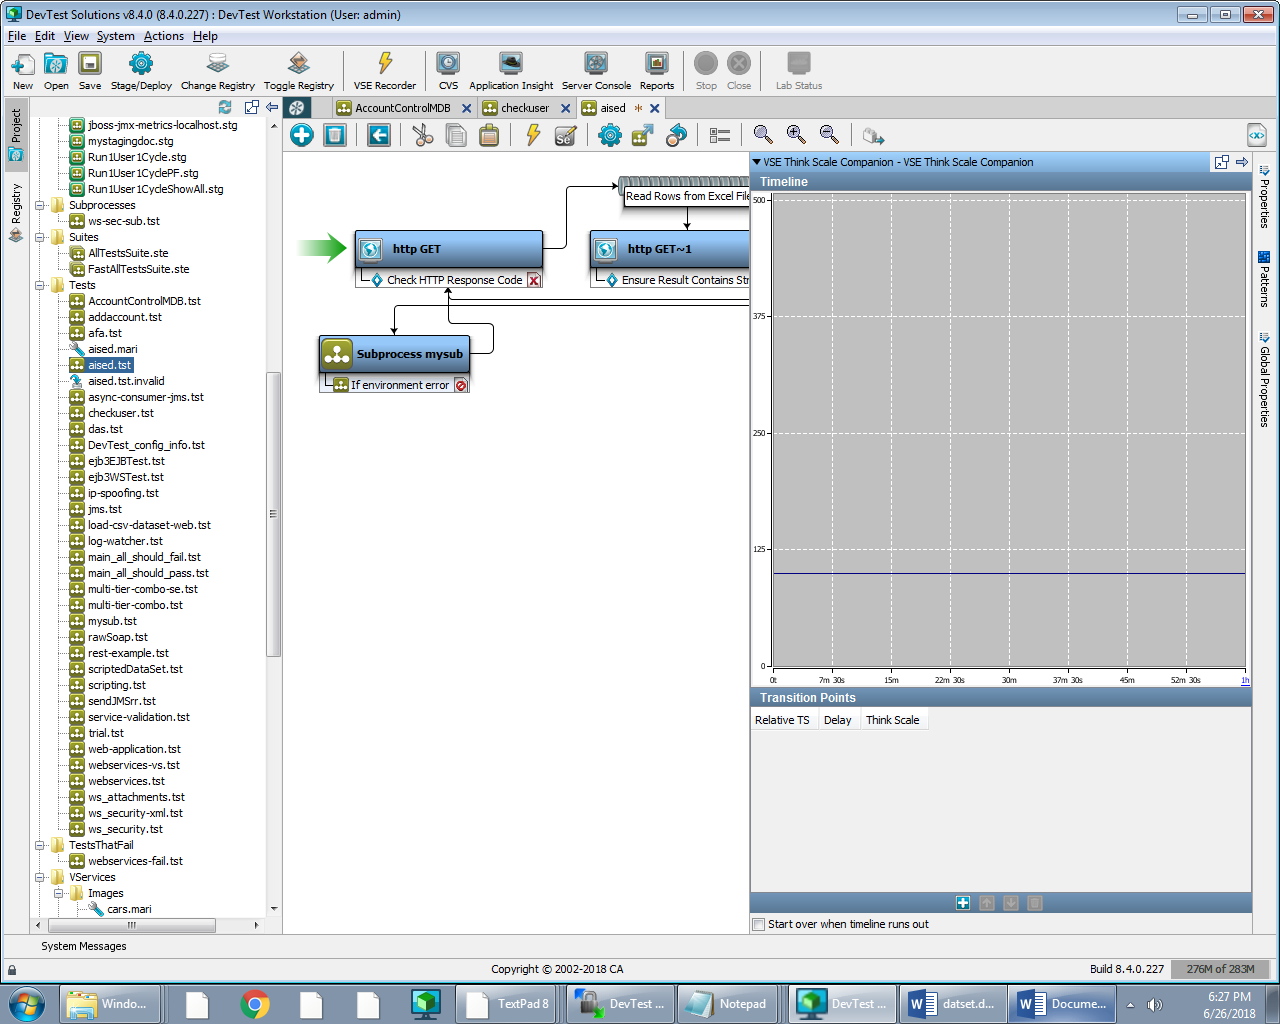 DevTest Solutions v8.4.0 (8.4.0.227) : DevTest Workstation (User: admin)
File Edit View System Actions Help
New Open Save Stage/Deploy Change Registry Toggle Registry VSE Recorder CVS Application Insight Server Console Reports Stop Close Lab Status
AccountControlMDB checkuser aised
Project
Registry
jboss-jmx-metrics-localhost.stg
mystagingdoc.stg
Run1User1Cycle.stg
Run1User1CyclePF.stg
Run1User1CycleShowAll.stg
Subprocesses
ws-sec-sub.tst
Suites
AllTestsSuite.ste
FastAllTestsSuite.ste
Tests
AccountControlMDB.tst
addaccount.tst
afa.tst
aised.mari
aised.tst
aised.tst.invalid
async-consumer-jms.tst
checkuser.tst
das.tst
DevTest_config_info.tst
ejb3EJBTest.tst
ejb3WSTest.tst
ip-spoofing.tst
jms.tst
load-csv-dataset-web.tst
log-watcher.tst
main_all_should_fail.tst
main_all_should_pass.tst
multi-tier-combo-se.tst
multi-tier-combo.tst
mysub.tst
rawSoap.tst
rest-example.tst
scriptedDataSet.tst
scripting.tst
sendJMSrr.tst
service-validation.tst
trial.tst
web-application.tst
webservices-vs.tst
webservices.tst
ws_attachments.tst
ws_security-xml.tst
ws_security.tst
TestsThatFail
webservices-fail.tst
VServices
Images
cars.mari
Read Rows from Excel File
http GET
Check HTTP Response Code
http GET~1
Ensure Result Contains Str
Subprocess mysub
If environment error
VSE Think Scale Companion - VSE Think Scale Companion
Timeline
500
375
250
125
0
0t 7m 30s 15m 22m 30s 30m 37m 30s 45m 52m 30s 1h
Transition Points
Relative TS Delay Think Scale
Start over when timeline runs out
Properties
Patterns
Global Properties
System Messages
Copyright © 2002-2018 CA
Build 8.4.0.227 276M of 283M
Windo... TextPad 8 DevTest ... Notepad DevTest ... datset.d... Docume...
6:27 PM
6/26/2018